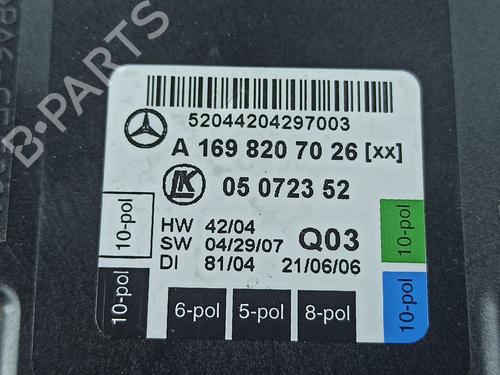 52044204297003
A 169 820 70 26 [xx]
LK 05 0723 52
HW 42/04 Q03
SW 04/29/07
DI 81/04 21/06/06
10-pol
10-pol
6-pol 5-pol 8-pol
10-pol
10-pol
B-PARTS